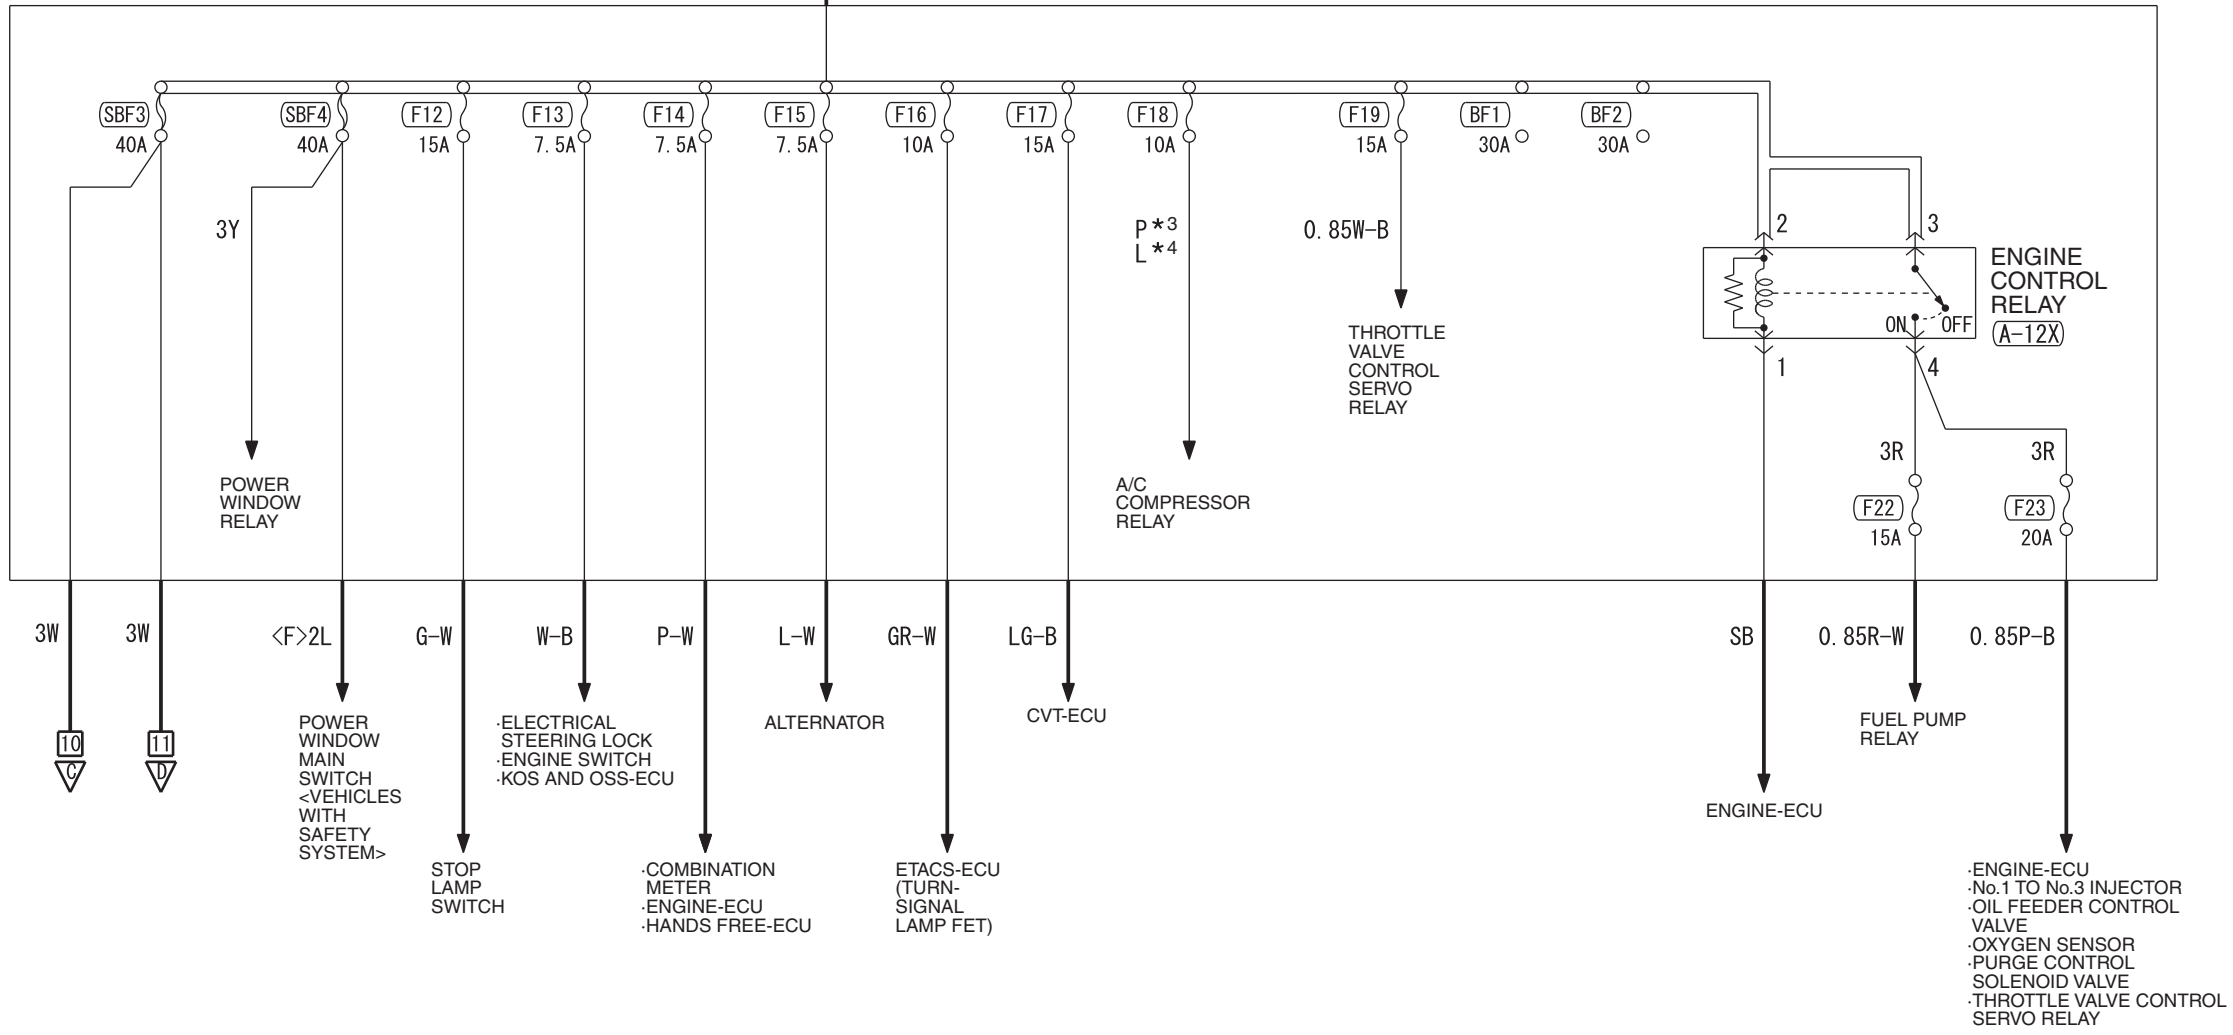 SBF3
40A
SBF4
40A
F12
15A
F13
7.5A
F14
7.5A
F15
7.5A
F16
10A
F17
15A
F18
10A
F19
15A
BF1
30A
BF2
30A
3Y
P*3
L*4
0.85W-B
2
3
ENGINE
CONTROL
RELAY
A-12X
ON
OFF
1
4
THROTTLE
VALVE
CONTROL
SERVO
RELAY
POWER
WINDOW
RELAY
A/C
COMPRESSOR
RELAY
3R
3R
F22
15A
F23
20A
3W
3W
<F>2L
G-W
W-B
P-W
L-W
GR-W
LG-B
SB
0.85R-W
0.85P-B
10
C
11
D
POWER
WINDOW
MAIN
SWITCH
<VEHICLES
WITH
SAFETY
SYSTEM>
STOP
LAMP
SWITCH
·ELECTRICAL
STEERING LOCK
·ENGINE SWITCH
·KOS AND OSS-ECU
·COMBINATION
METER
·ENGINE-ECU
·HANDS FREE-ECU
ALTERNATOR
ETACS-ECU
(TURN-
SIGNAL
LAMP FET)
CVT-ECU
ENGINE-ECU
FUEL PUMP
RELAY
·ENGINE-ECU
·No.1 TO No.3 INJECTOR
·OIL FEEDER CONTROL
VALVE
·OXYGEN SENSOR
·PURGE CONTROL
SOLENOID VALVE
·THROTTLE VALVE CONTROL
SERVO RELAY